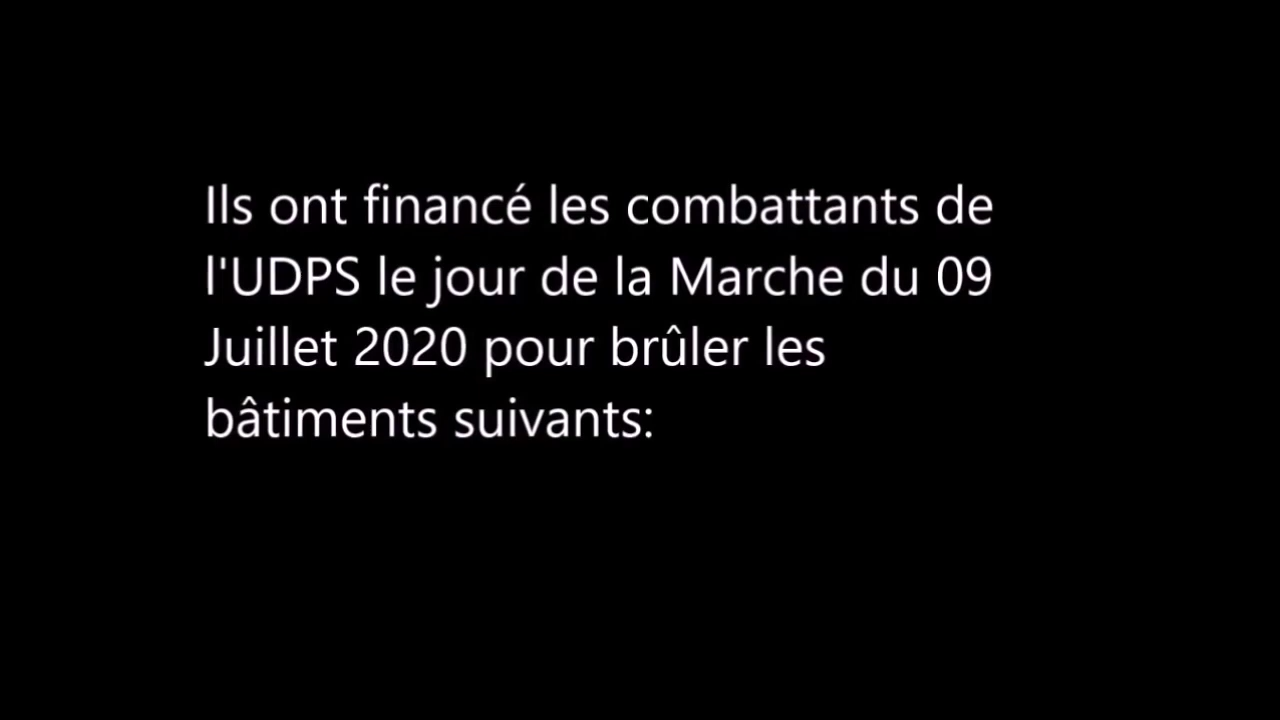 Ils ont financé les combattants de
l'UDPS le jour de la Marche du 09
Juillet 2020 pour brûler les
bâtiments suivants: